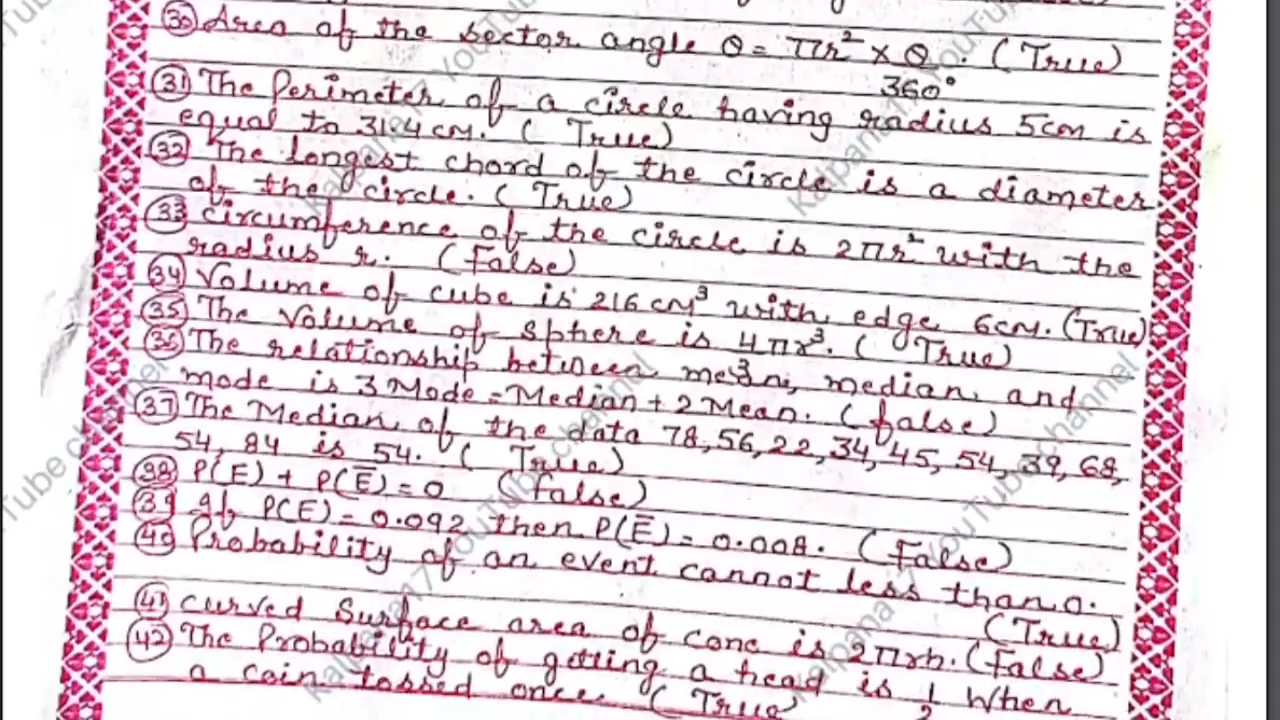 30 Area of the sector angle θ = πr² × θ. (True)
360°
31 The Perimeter of a circle having radius 5cm is
equal to 31.4 cm. ( True)
32 The longest chord of the circle is a diameter
of the circle. (True)
33 circumference of the circle is 2πr² with the
radius r. (false)
34 Volume of cube is 216 cm³ with edge 6cm. (True)
35 The volume of sphere is 4πr³. ( True)
3
36 The relationship between mean, median, and
mode is 3 Mode = Median + 2 Mean. (false)
37 The Median of the data 78, 56, 22, 34, 45, 54, 39, 68,
54, 84 is 54. ( True)
38 P(E) + P(E̅) = 0 (false)
39 If P(E) = 0.092 then P(E̅) = 0.008. (False)
40 Probability of an event cannot less than 0.
(True)
41 curved Surface area of cone is 2πrh. (False)
42 The Probability of getting a head is 1/2 When
a coin tossed once. (True)
Kalpana17 YouTube channel